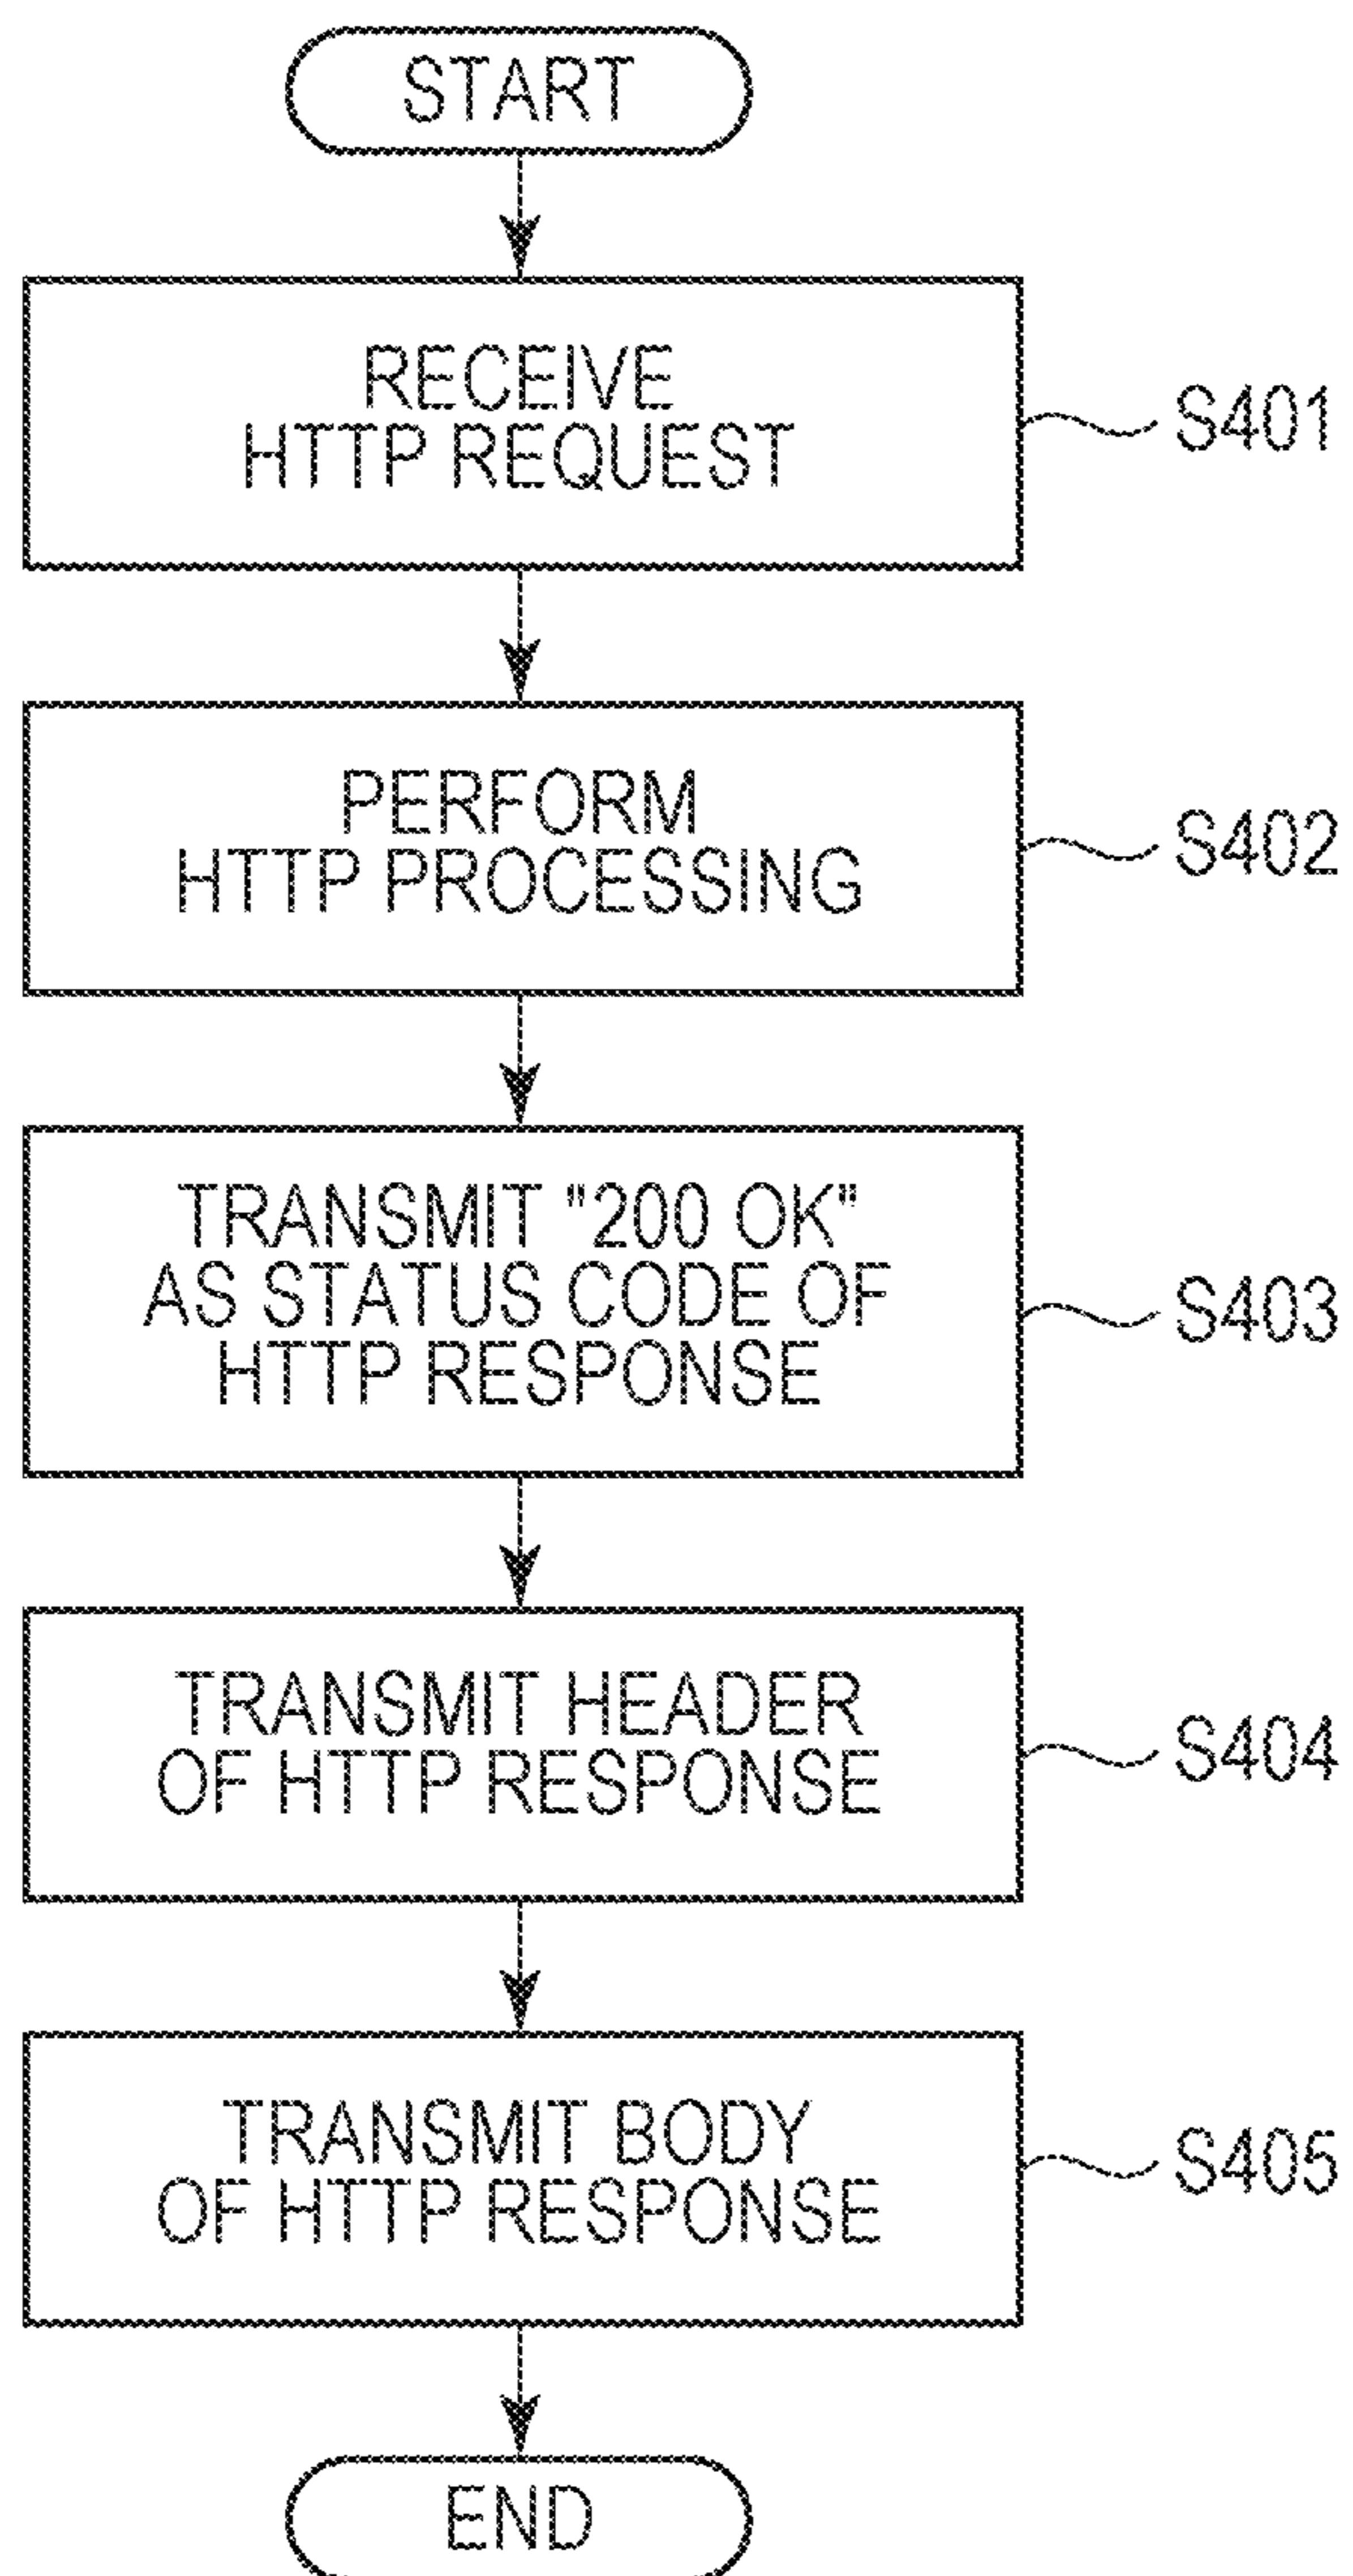 START
RECEIVE
HTTP REQUEST
S401
PERFORM
HTTP PROCESSING
S402
TRANSMIT "200 OK"
AS STATUS CODE OF
HTTP RESPONSE
S403
TRANSMIT HEADER
OF HTTP RESPONSE
S404
TRANSMIT BODY
OF HTTP RESPONSE
S405
END